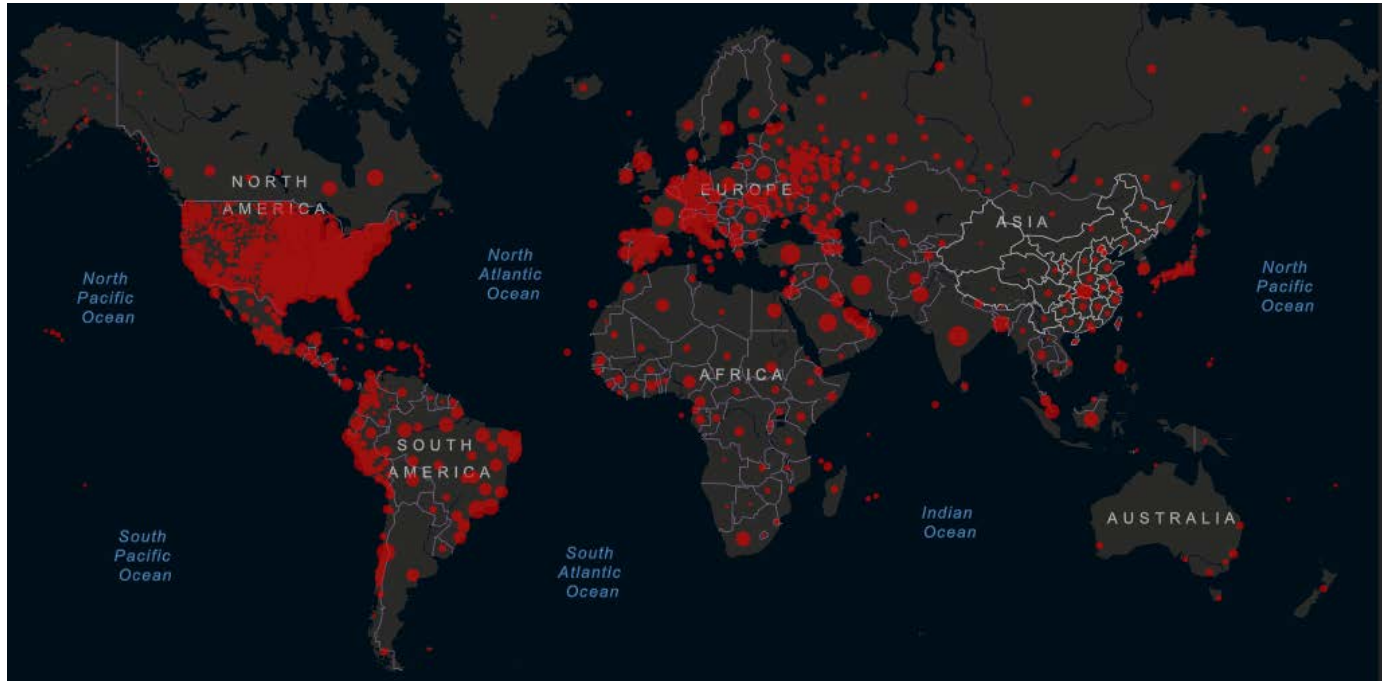 NORTH
AMERICA
EUROPE
ASIA
North
Pacific
Ocean
North
Atlantic
Ocean
North
Pacific
Ocean
AFRICA
SOUTH
AMERICA
South
Pacific
Ocean
South
Atlantic
Ocean
Indian
Ocean
AUSTRALIA